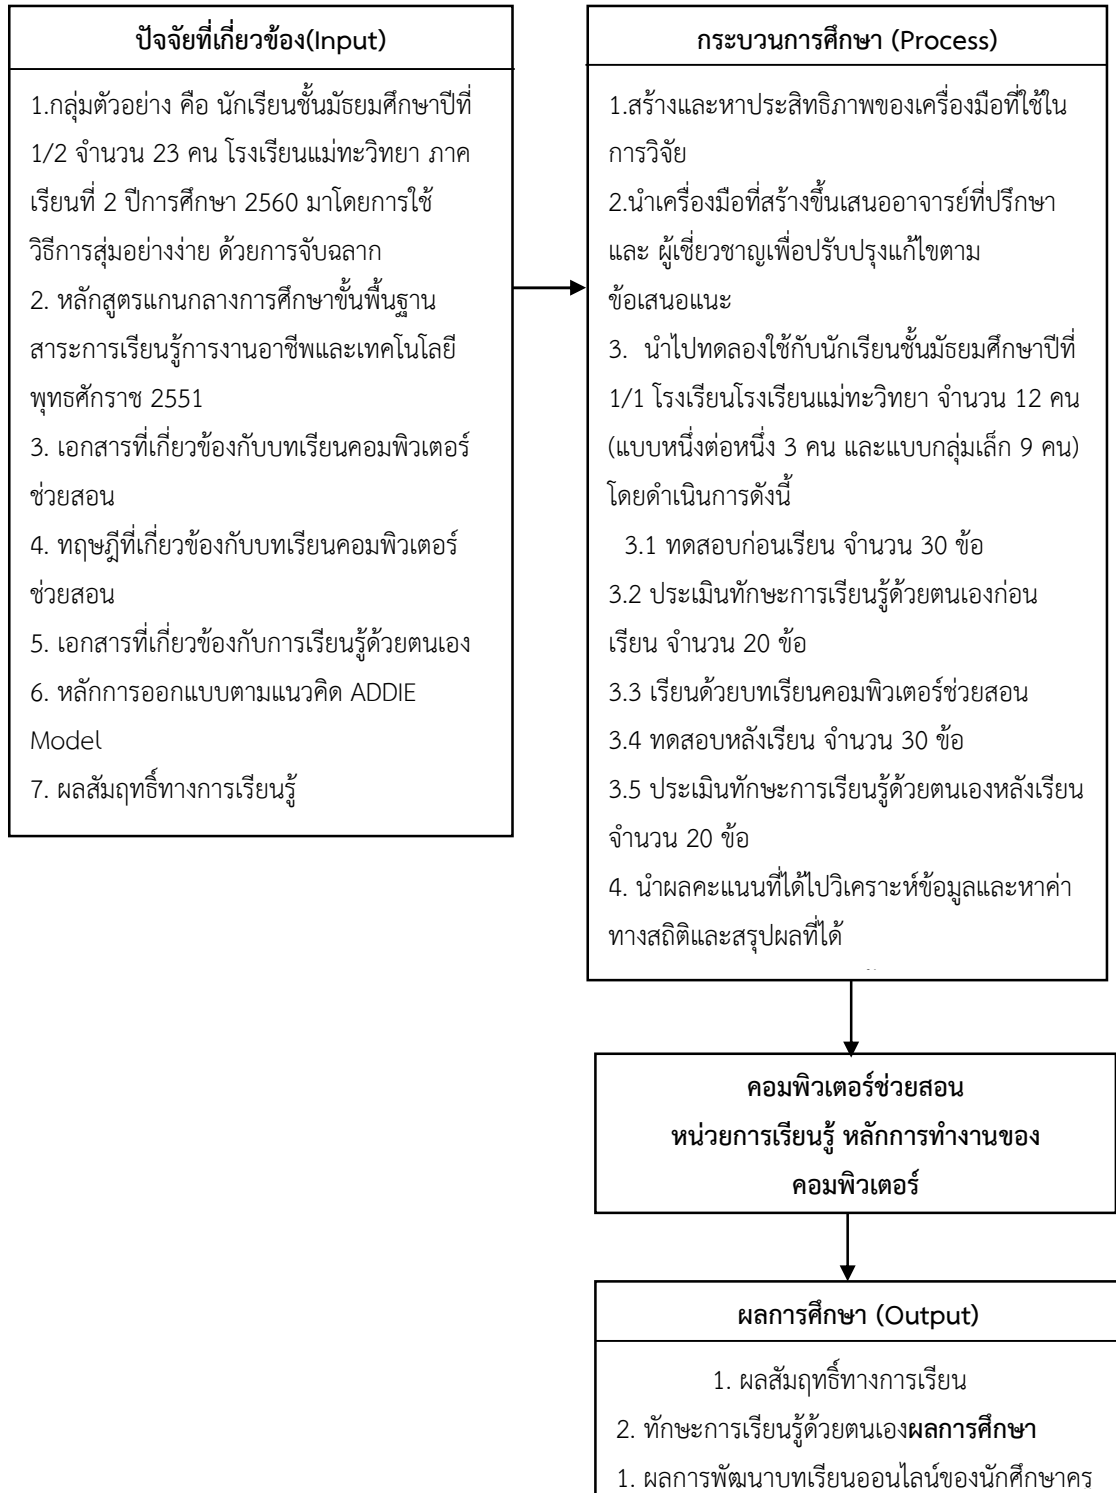 ปัจจัยที่เกี่ยวข้อง(Input)
1.กลุ่มตัวอย่าง คือ นักเรียนชั้นมัธยมศึกษาปีที่
1/2 จำนวน 23 คน โรงเรียนแม่ทะวิทยา ภาค
เรียนที่ 2 ปีการศึกษา 2560 มาโดยการใช้
วิธีการสุ่มอย่างง่าย ด้วยการจับฉลาก
2. หลักสูตรแกนกลางการศึกษาขั้นพื้นฐาน
สาระการเรียนรู้การงานอาชีพและเทคโนโลยี
พุทธศักราช 2551
3. เอกสารที่เกี่ยวข้องกับบทเรียนคอมพิวเตอร์
ช่วยสอน
4. ทฤษฎีที่เกี่ยวข้องกับบทเรียนคอมพิวเตอร์
ช่วยสอน
5. เอกสารที่เกี่ยวข้องกับการเรียนรู้ด้วยตนเอง
6. หลักการออกแบบตามแนวคิด ADDIE
Model
7. ผลสัมฤทธิ์ทางการเรียนรู้
กระบวนการศึกษา (Process)
1.สร้างและหาประสิทธิภาพของเครื่องมือที่ใช้ใน
การวิจัย
2.นำเครื่องมือที่สร้างขึ้นเสนออาจารย์ที่ปรึกษา
และ ผู้เชี่ยวชาญเพื่อปรับปรุงแก้ไขตาม
ข้อเสนอแนะ
3. นำไปทดลองใช้กับนักเรียนชั้นมัธยมศึกษาปีที่
1/1 โรงเรียนโรงเรียนแม่ทะวิทยา จำนวน 12 คน
(แบบหนึ่งต่อหนึ่ง 3 คน และแบบกลุ่มเล็ก 9 คน)
โดยดำเนินการดังนี้
3.1 ทดสอบก่อนเรียน จำนวน 30 ข้อ
3.2 ประเมินทักษะการเรียนรู้ด้วยตนเองก่อน
เรียน จำนวน 20 ข้อ
3.3 เรียนด้วยบทเรียนคอมพิวเตอร์ช่วยสอน
3.4 ทดสอบหลังเรียน จำนวน 30 ข้อ
3.5 ประเมินทักษะการเรียนรู้ด้วยตนเองหลังเรียน
จำนวน 20 ข้อ
4. นำผลคะแนนที่ได้ไปวิเคราะห์ข้อมูลและหาค่า
ทางสถิติและสรุปผลที่ได้
คอมพิวเตอร์ช่วยสอน
หน่วยการเรียนรู้ หลักการทำงานของ
คอมพิวเตอร์
ผลการศึกษา (Output)
1. ผลสัมฤทธิ์ทางการเรียน
2. ทักษะการเรียนรู้ด้วยตนเองผลการศึกษา
1. ผลการพัฒนาบทเรียนออนไลน์ของนักศึกษาคร